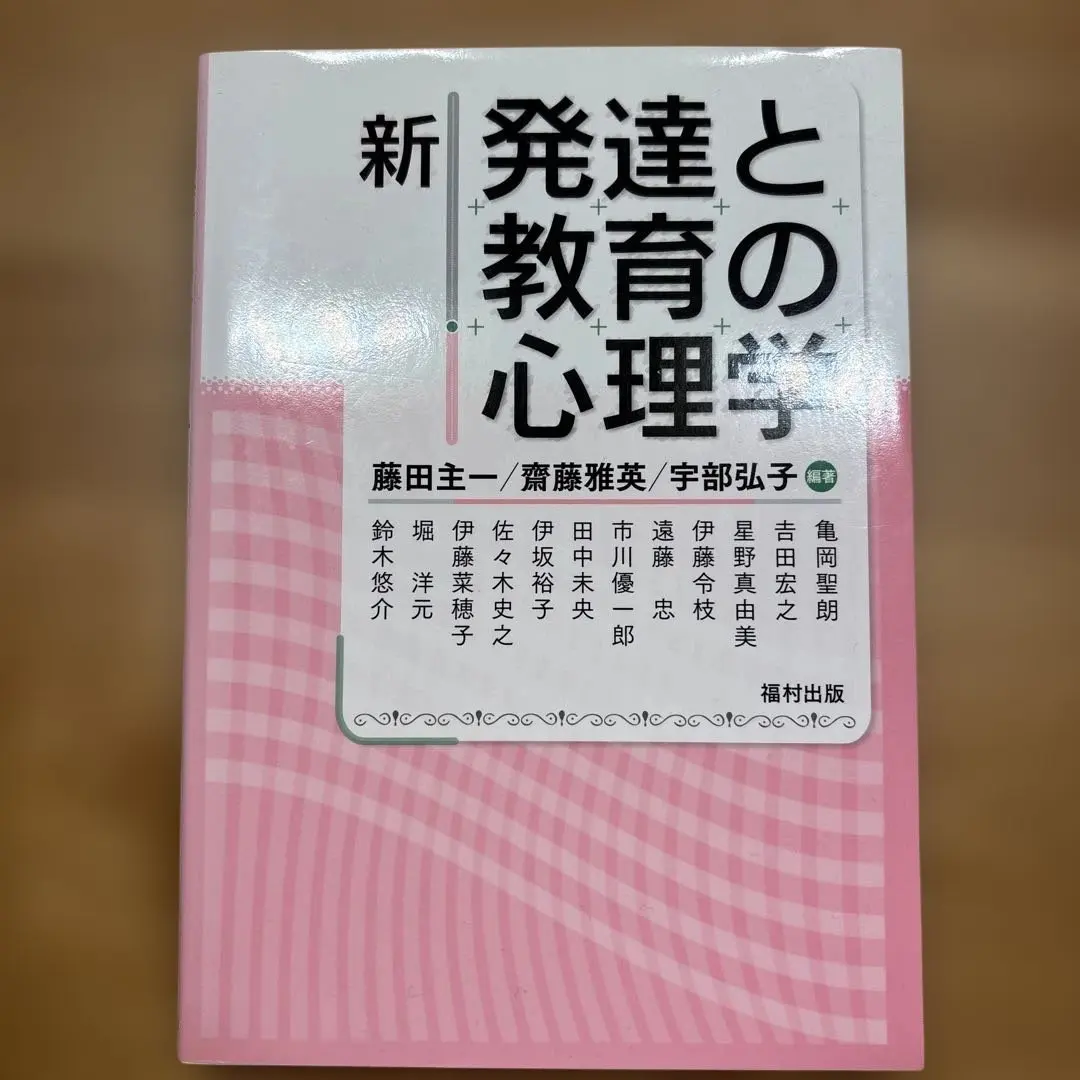 新
発達と
教育の
心理学
藤田主一/齋藤雅英/宇部弘子 編著
亀岡聖朗
𠮷田宏之
星野真由美
伊藤令枝
遠藤 忠
市川優一郎
田中未央
伊坂裕子
佐々木史之
伊藤菜穂子
堀 洋元
鈴木悠介
福村出版